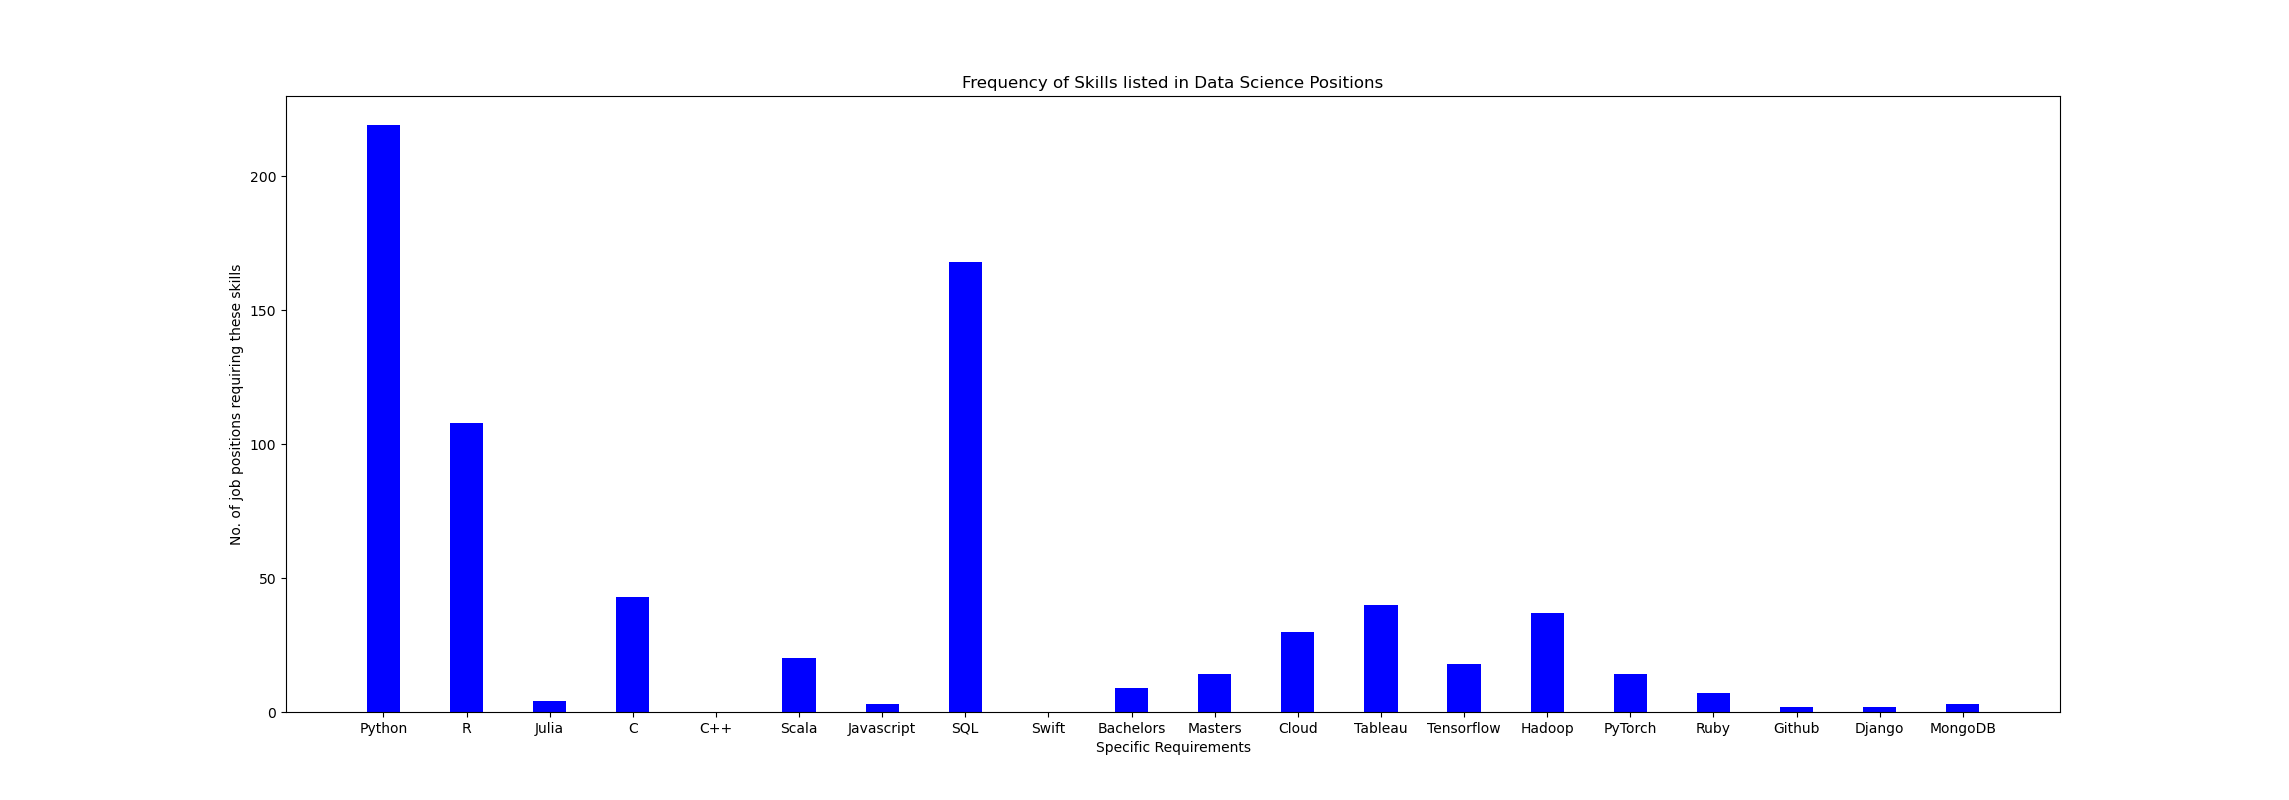 Frequency of Skills listed in Data Science Positions
No. of job positions requiring these skills
200
150
100
50
0
Python R Julia C C++ Scala Javascript SQL Swift Bachelors Masters Cloud Tableau Tensorflow Hadoop PyTorch Ruby Github Django MongoDB
Specific Requirements